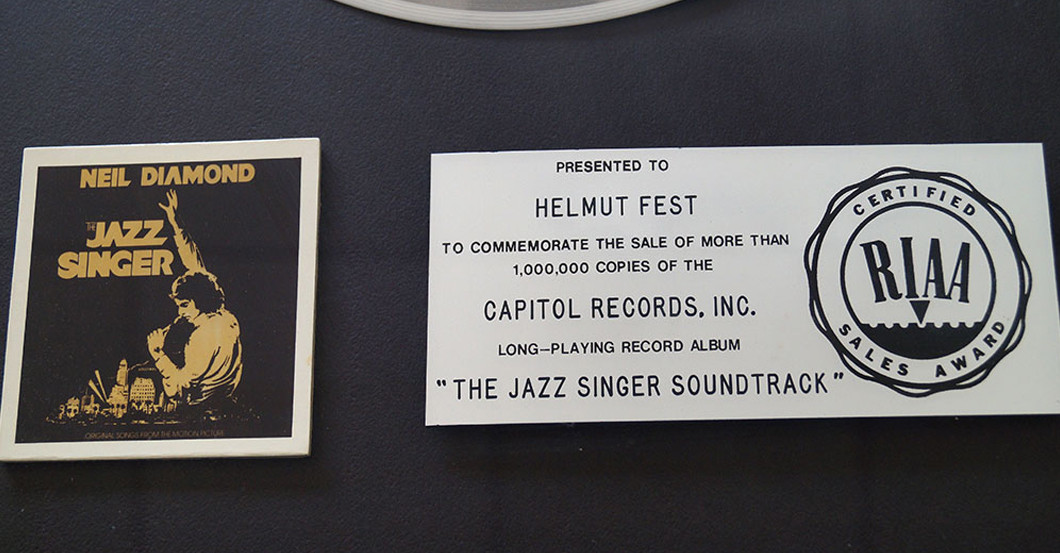 NEIL DIAMOND
THE JAZZ
SINGER
ORIGINAL SONGS FROM THE MOTION PICTURE
PRESENTED TO
HELMUT FEST
TO COMMEMORATE THE SALE OF MORE THAN
1,000,000 COPIES OF THE
CAPITOL RECORDS, INC.
LONG-PLAYING RECORD ALBUM
"THE JAZZ SINGER SOUNDTRACK"
CERTIFIED
RIAA
SALES AWARD